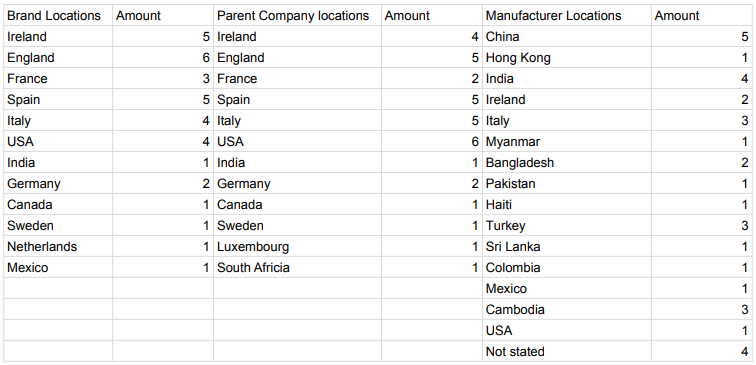 Brand Locations Amount Parent Company locations Amount Manufacturer Locations Amount
Ireland 5 Ireland 4 China 5
England 6 England 5 Hong Kong 1
France 3 France 2 India 4
Spain 5 Spain 5 Ireland 2
Italy 4 Italy 5 Italy 3
USA 4 USA 6 Myanmar 1
India 1 India 1 Bangladesh 2
Germany 2 Germany 2 Pakistan 1
Canada 1 Canada 1 Haiti 1
Sweden 1 Sweden 1 Turkey 3
Netherlands 1 Luxembourg 1 Sri Lanka 1
Mexico 1 South Africia 1 Colombia 1
Mexico 1
Cambodia 3
USA 1
Not stated 4